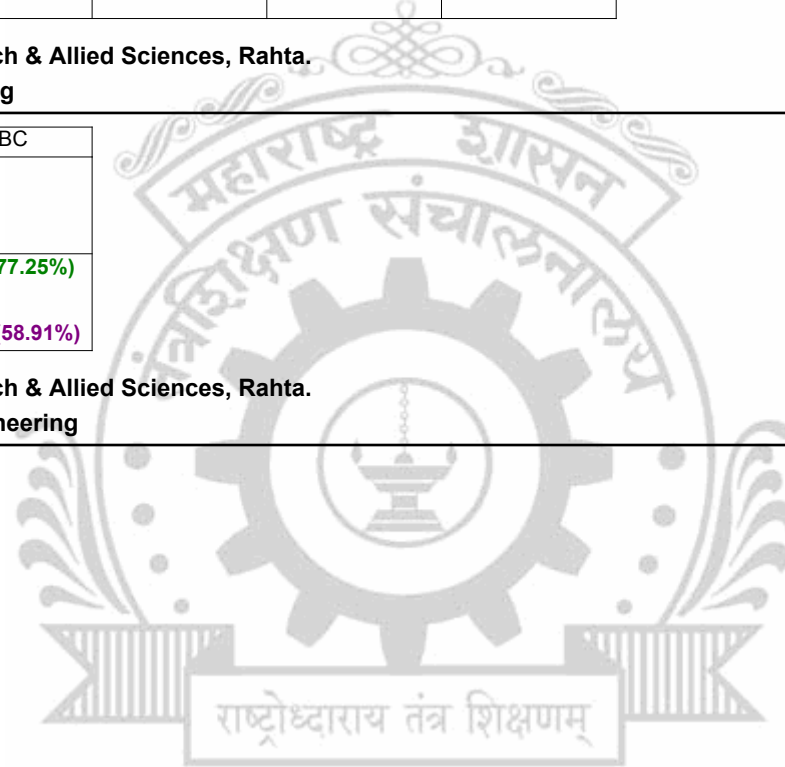 ch & Allied Sciences, Rahta.
g
BC
77.25%)
58.91%)
ch & Allied Sciences, Rahta.
neering
महाराष्ट्र शासन
तंत्रशिक्षण संचालनालय
राष्ट्रोध्दाराय तंत्र शिक्षणम्